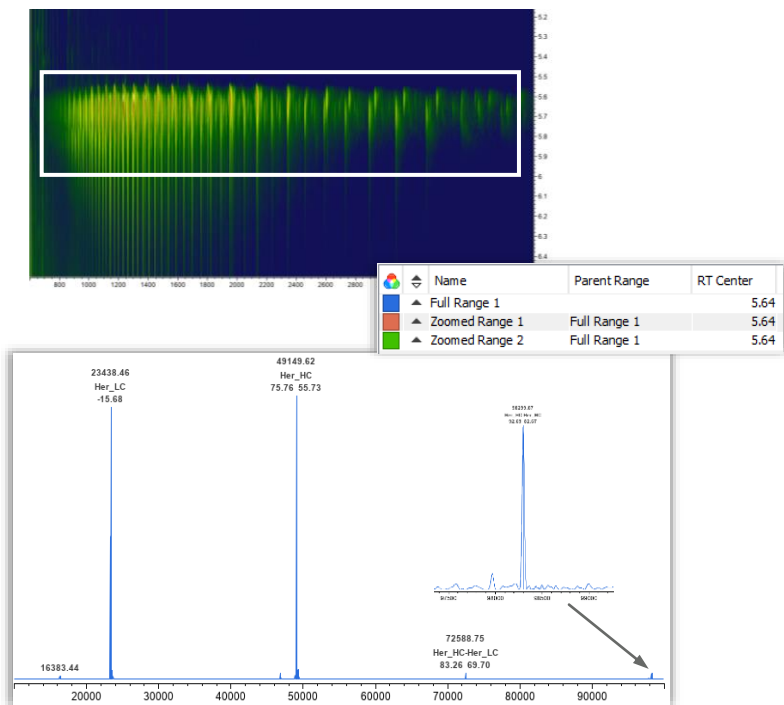 5.2
5.3
5.4
5.5
5.6
5.7
5.8
5.9
6
6.1
6.2
6.3
6.4
800 1000 1200 1400 1600 1800 2000 2200 2400 2600 2800
Name Parent Range RT Center
Full Range 1 5.64
Zoomed Range 1 Full Range 1 5.64
Zoomed Range 2 Full Range 1 5.64
23438.46
Her_LC
-15.68
49149.62
Her_HC
75.76 55.73
97500 98000 98500 99000
16383.44
72588.75
Her_HC-Her_LC
83.26 69.70
20000 30000 40000 50000 60000 70000 80000 90000